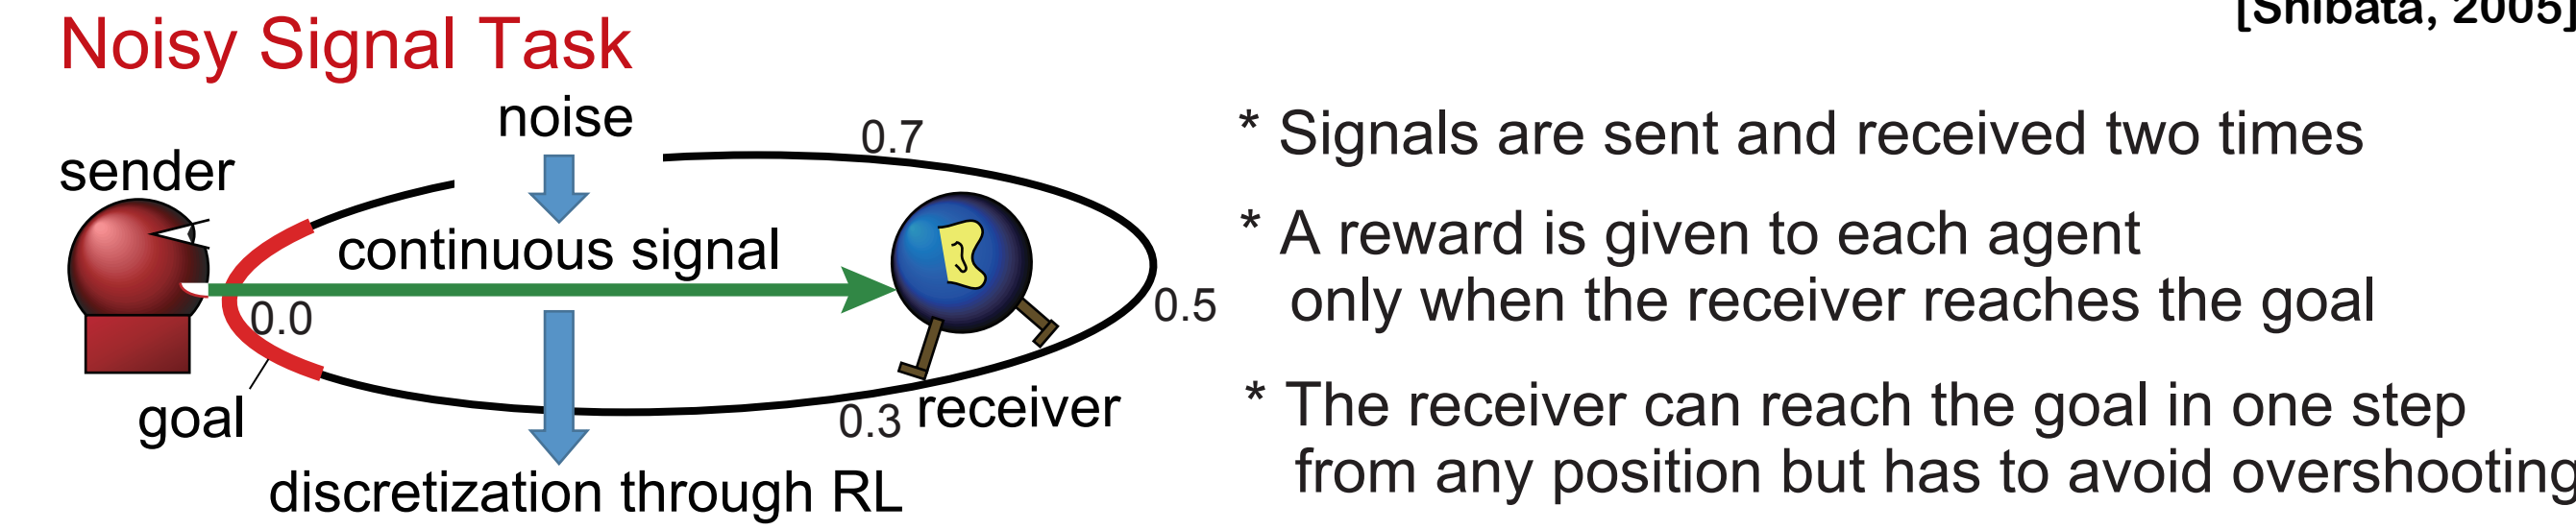 [Shibata, 2005]
Noisy Signal Task
noise
0.7
sender
continuous signal
0.0
0.5
goal
0.3
receiver
discretization through RL
* Signals are sent and received two times
* A reward is given to each agent
only when the receiver reaches the goal
* The receiver can reach the goal in one step
from any position but has to avoid overshooting